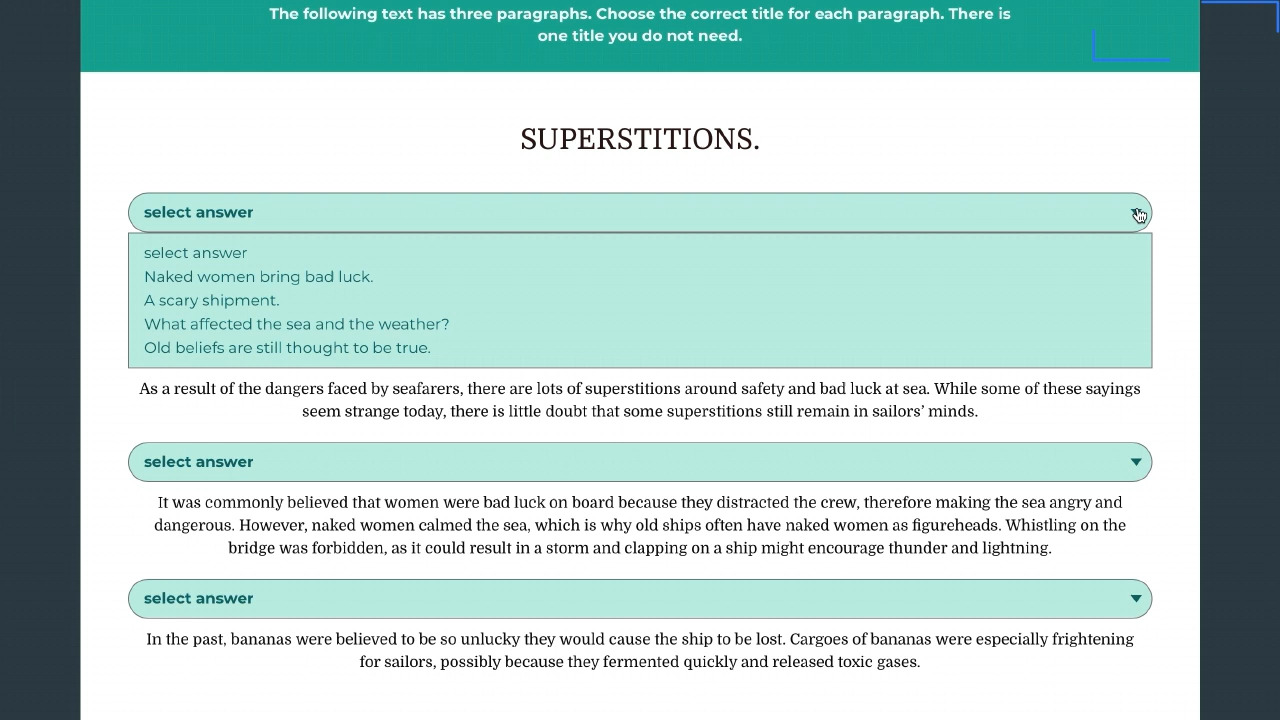 The following text has three paragraphs. Choose the correct title for each paragraph. There is
one title you do not need.
SUPERSTITIONS.
select answer
select answer
Naked women bring bad luck.
A scary shipment.
What affected the sea and the weather?
Old beliefs are still thought to be true.
As a result of the dangers faced by seafarers, there are lots of superstitions around safety and bad luck at sea. While some of these sayings
seem strange today, there is little doubt that some superstitions still remain in sailors’ minds.
select answer
It was commonly believed that women were bad luck on board because they distracted the crew, therefore making the sea angry and
dangerous. However, naked women calmed the sea, which is why old ships often have naked women as figureheads. Whistling on the
bridge was forbidden, as it could result in a storm and clapping on a ship might encourage thunder and lightning.
select answer
In the past, bananas were believed to be so unlucky they would cause the ship to be lost. Cargoes of bananas were especially frightening
for sailors, possibly because they fermented quickly and released toxic gases.